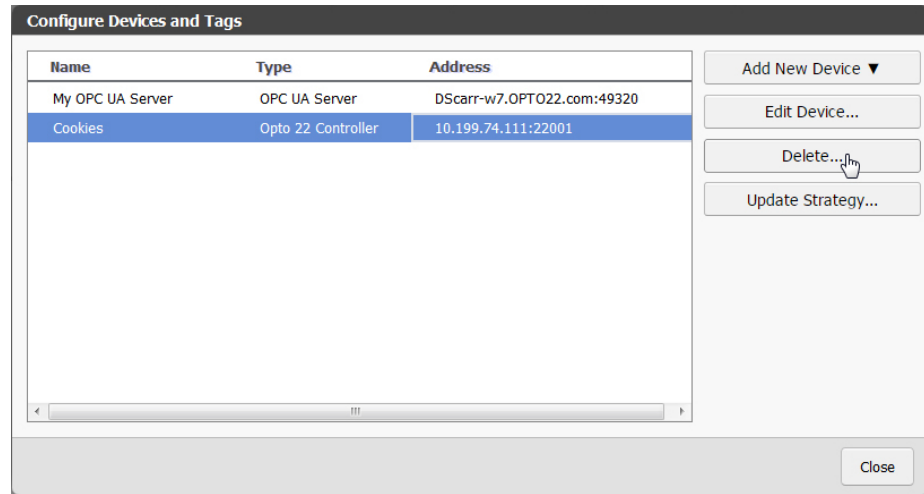 Configure Devices and Tags
Name Type Address
My OPC UA Server OPC UA Server DScarr-w7.OPTO22.com:49320
Cookies Opto 22 Controller 10.199.74.111:22001
Add New Device ▼
Edit Device...
Delete...
Update Strategy...
Close